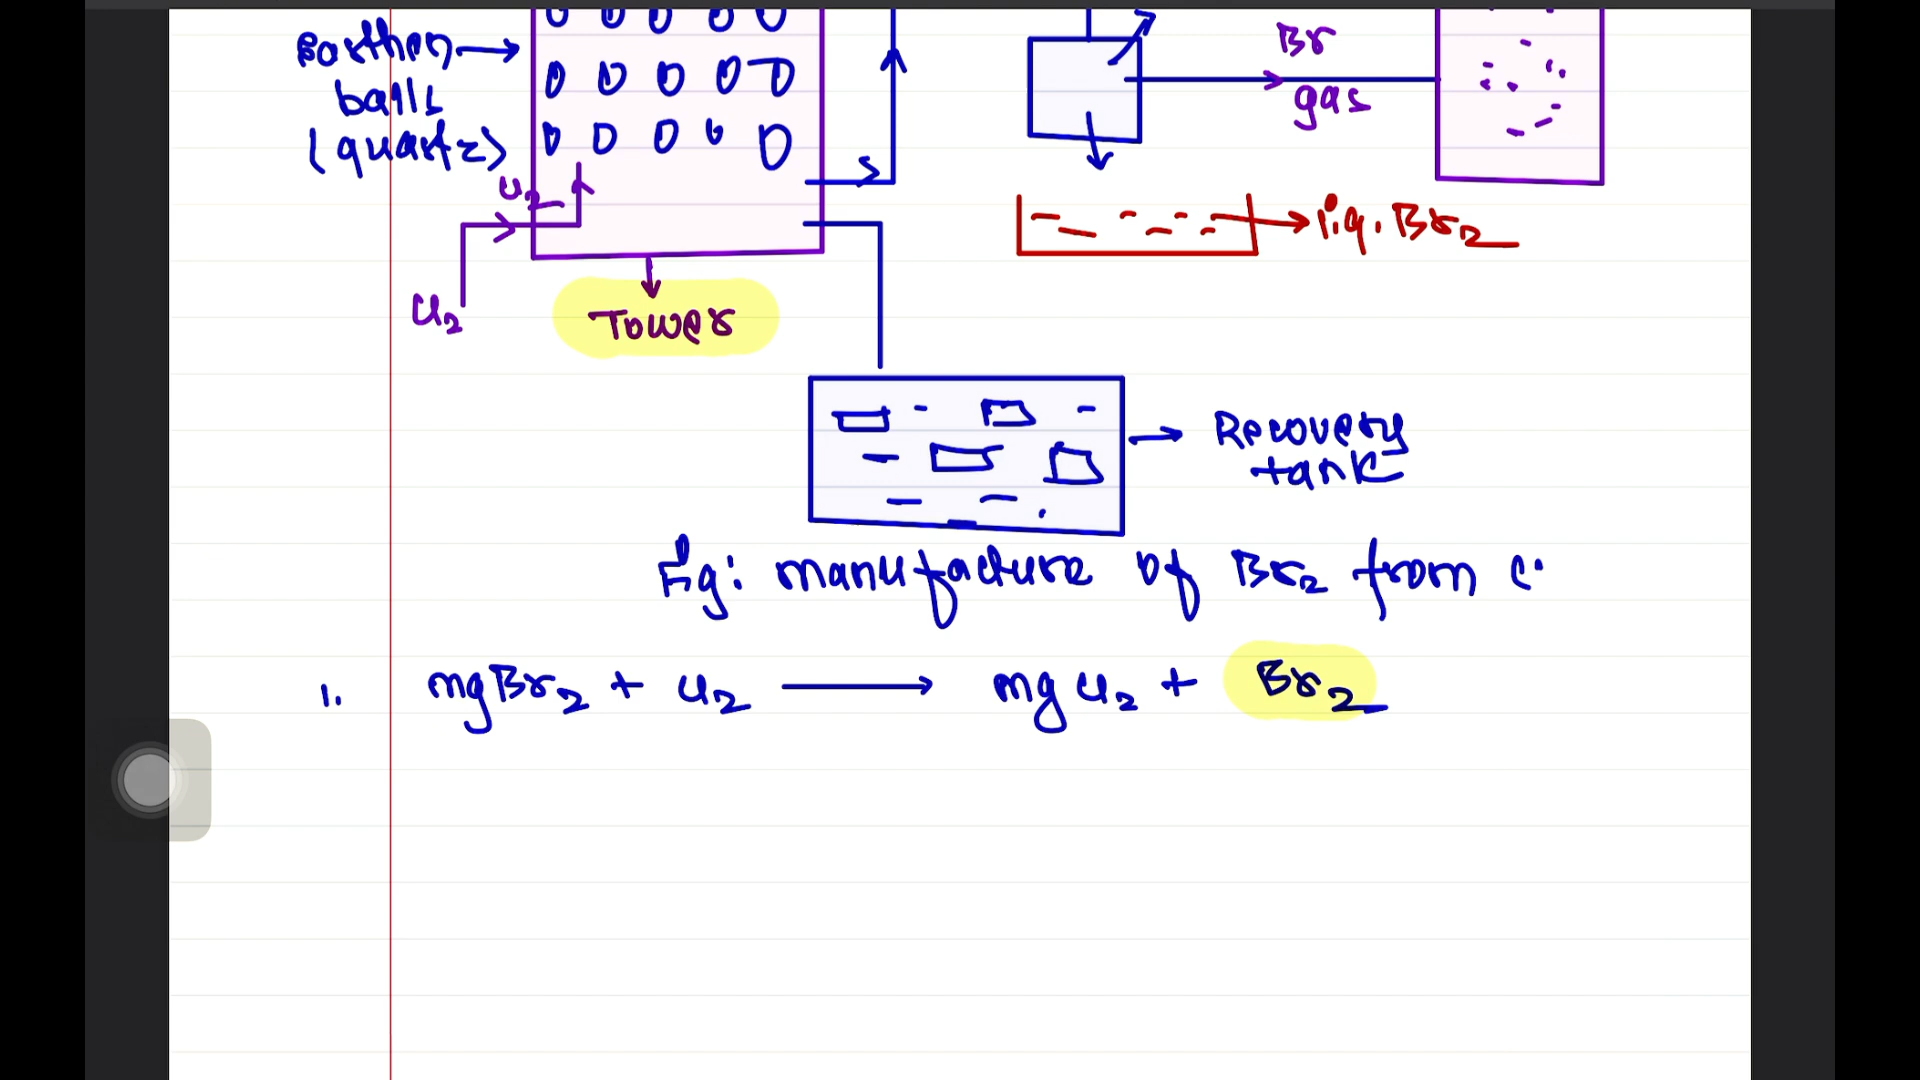 Earthen
balls
(quartz)
Br
gas
Cl2
Cl2
liq. Br2
Tower
Recovery
tank
Fig: manufacture of Br2 from c
1. mgBr2 + Cl2 → mgCl2 + Br2